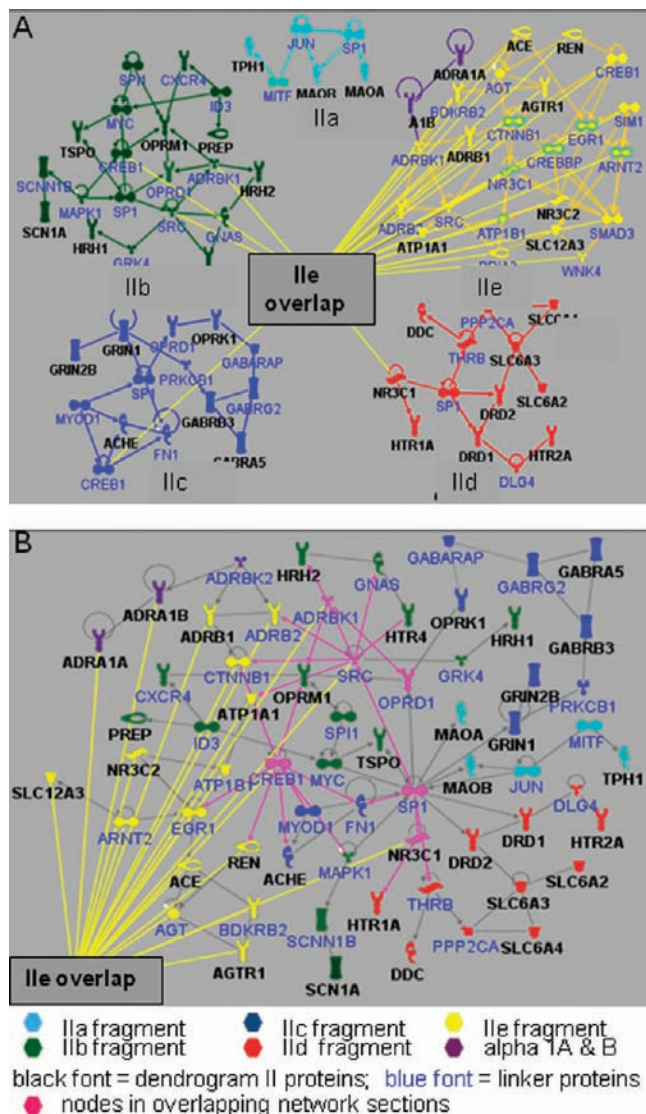 A
SPI1
CXCR4
ID3
MYC
TSPO
OPRM1
PREP
CREB1
SCNN1B
OPRD1
ADRBK1
HRH2
MAPK1
SP1
SRC
GNAS
SCN1A
HRH1
GRK4
IIb
JUN
SP1
TPH1
MITF
MAOB
MAOA
IIa
ACE
REN
ADRA1A
AGT
CREB1
A1B
BDKRB2
AGTR1
CTNNB1
EGR1
SIM1
ADRBK1
ADRB1
CREBBP
ARNT2
NR3C1
SRC
NR3C2
ATP1A1
ATP1B1
SLC12A3
SMAD3
WNK4
IIe
IIe
overlap
GRIN1
OPRD1
OPRK1
GRIN2B
GABARAP
PRKCB1
SP1
GABRG2
MYOD1
GABRB3
ACHE
FN1
GABRA5
CREB1
IIc
PPP2CA
DDC
THRB
SLC6A3
NR3C1
SLC6A2
SP1
DRD2
HTR1A
DRD1
HTR2A
DLG4
IId
B
ADRBK2
HRH2
GNAS
GABARAP
GABRG2
GABRA5
ADRA1B
ADRBK1
OPRK1
HRH1
ADRB1
ADRB2
HTR4
GABRB3
ADRA1A
CTNNB1
SRC
GRK4
CXCR4
OPRM1
OPRD1
GRIN2B
PRKCB1
ATP1A1
PREP
ID3
SPI1
MAOA
GRIN1
MITF
NR3C2
TSPO
SLC12A3
ATP1B1
CREB1
MYC
MAOB
JUN
TPH1
SP1
DLG4
ARNT2
EGR1
MYOD1
FN1
DRD1
HTR2A
NR3C1
DRD2
REN
ACHE
MAPK1
ACE
SLC6A2
HTR1A
THRB
SLC6A3
AGT
BDKRB2
SCNN1B
PPP2CA
SLC6A4
AGTR1
DDC
SCN1A
IIe overlap
IIa fragment
IIc fragment
IIe fragment
IIb fragment
IId fragment
alpha 1A & B
black font = dendrogram II proteins; blue font = linker proteins
nodes in overlapping network sections